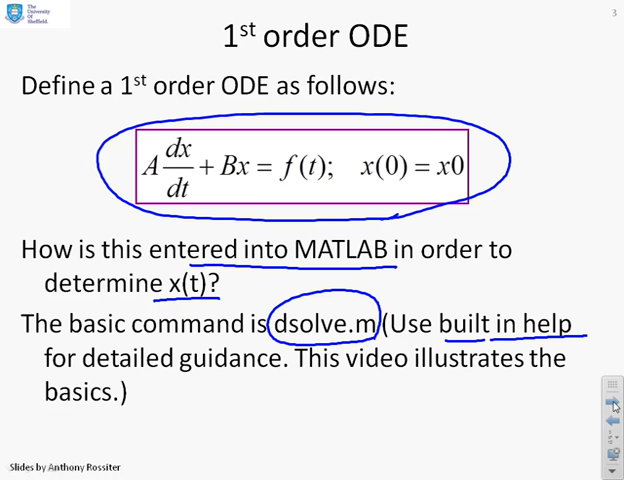 The
University
Of
Sheffield.
3
1st order ODE
Define a 1st order ODE as follows:
A dx/dt + Bx = f(t); x(0) = x0
How is this entered into MATLAB in order to
determine x(t)?
The basic command is dsolve.m (Use built in help
for detailed guidance. This video illustrates the
basics.)
Slides by Anthony Rossiter